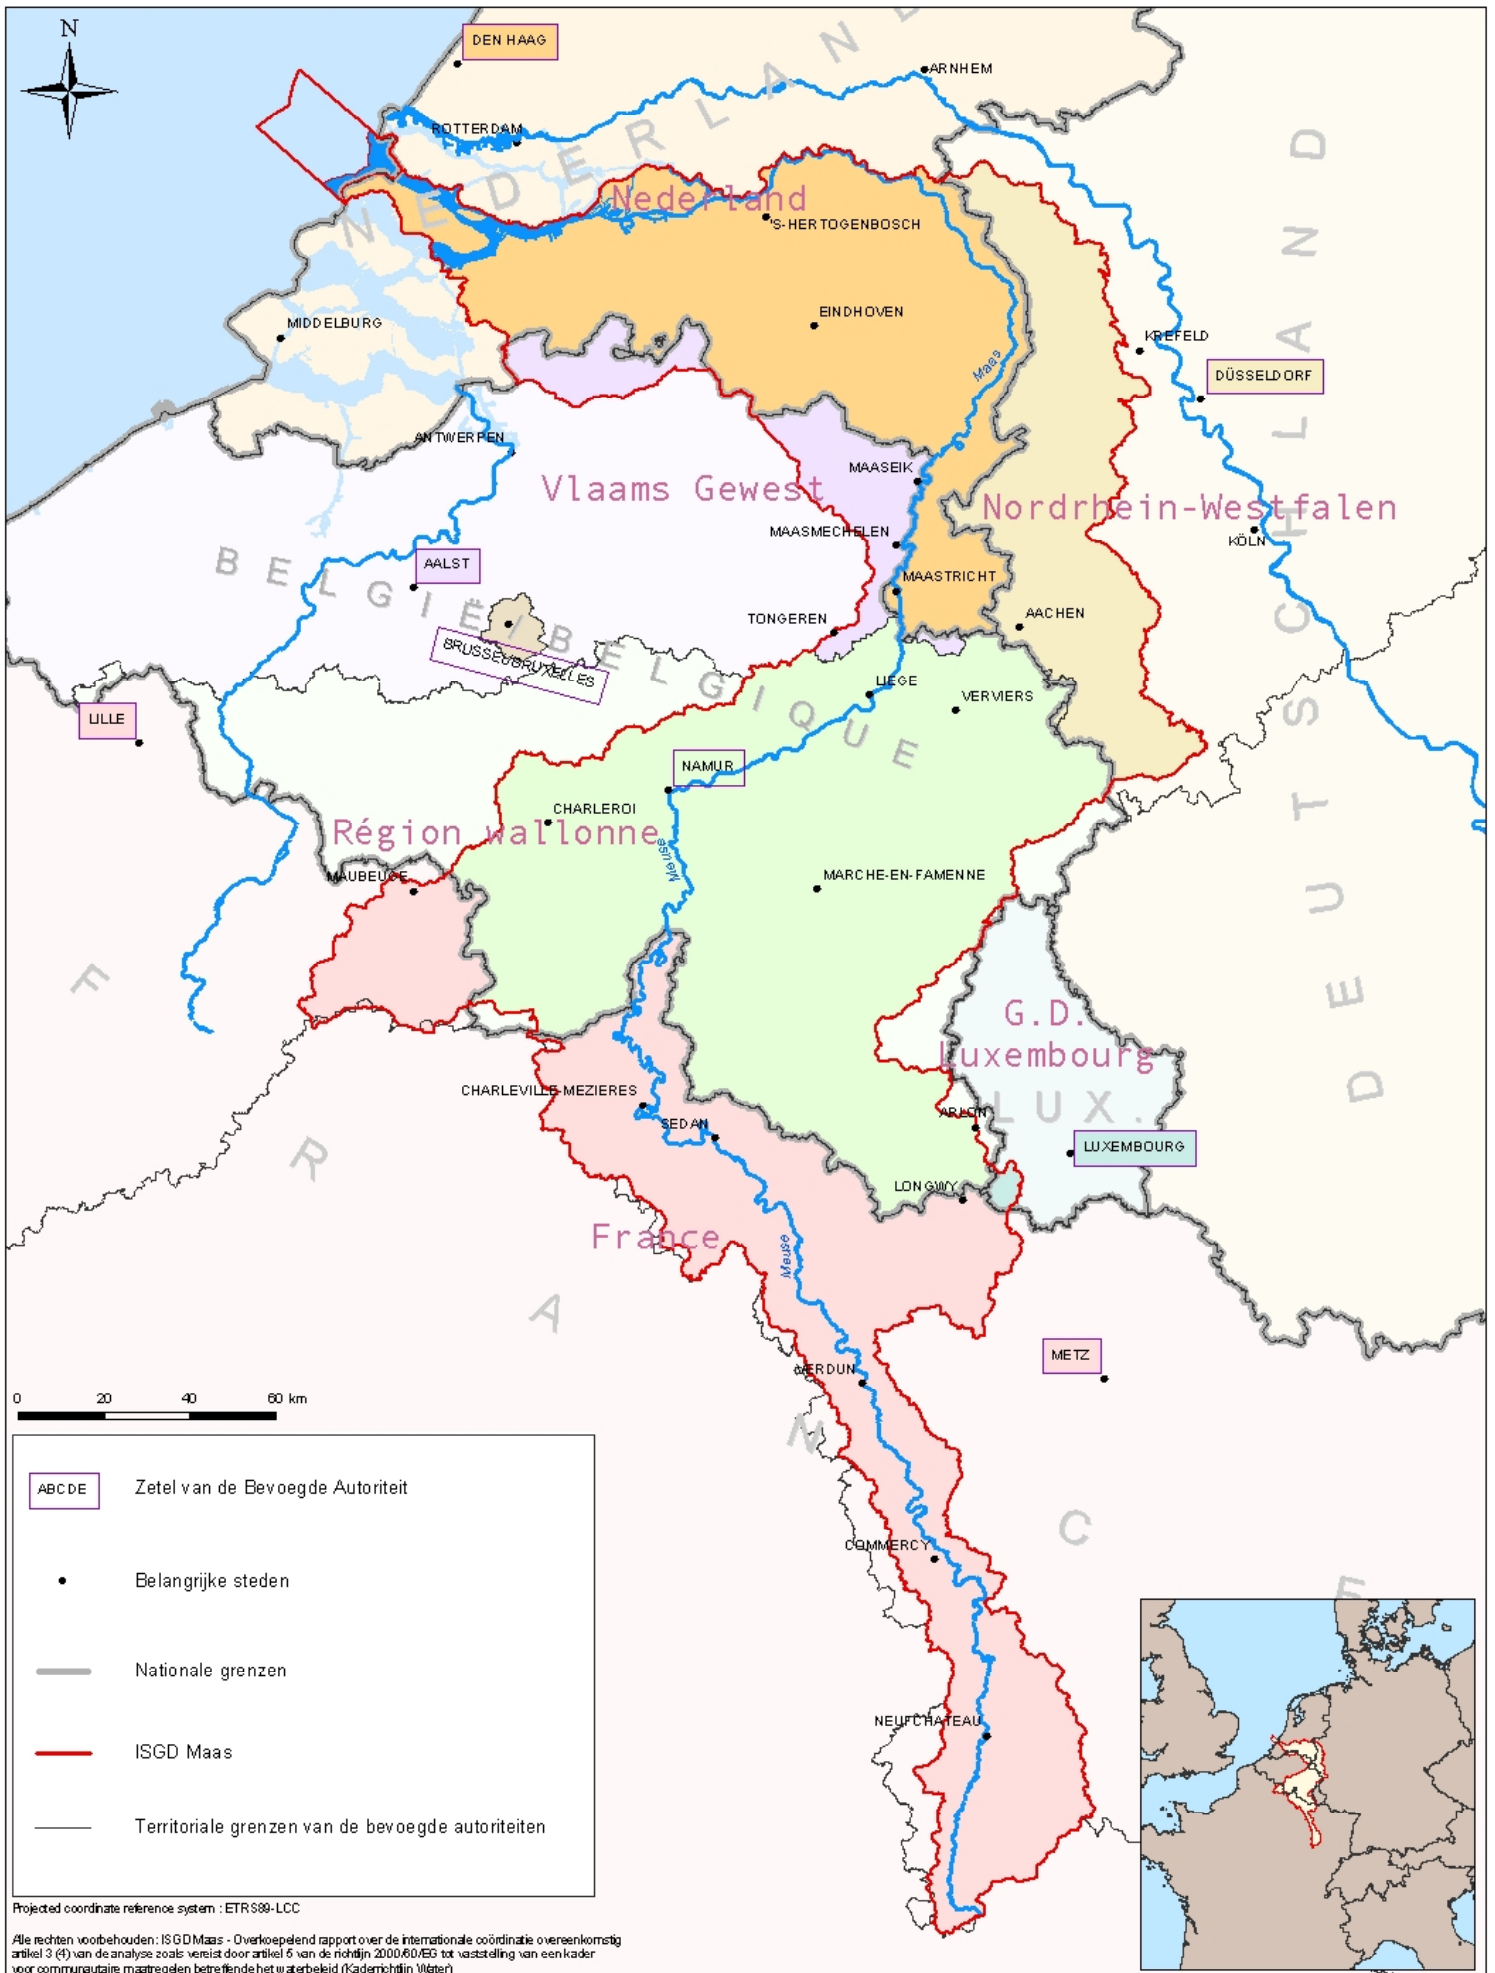 N
DEN HAAG
ARNHEM
NEDERLAND
ROTTERDAM
Nederland
'S-HERTOGENBOSCH
EINDHOVEN
MIDDELBURG
KREFELD
Maas
DÜSSELDORF
ANTWERPEN
MAASEIK
Vlaams Gewest
Nordrhein-Westfalen
MAASMECHELEN
KÖLN
DEUTSCHLAND
AALST
MAASTRICHT
BELGIË/BELGIQUE
TONGEREN
AACHEN
BRUSSEL/BRUXELLES
LIEGE
VERVIERS
LILLE
NAMUR
CHARLEROI
Région wallonne
Meuse
MAUBEUGE
MARCHE-EN-FAMENNE
G.D.
Luxembourg
LUX.
CHARLEVILLE-MEZIERES
SEDAN
ARLON
LUXEMBOURG
LONGWY
France
Meuse
FRANCE
METZ
VERDUN
COMMERCY
NEUFCHATEAU
0 20 40 60 km
ABCDE Zetel van de Bevoegde Autoriteit
Belangrijke steden
Nationale grenzen
ISGD Maas
Territoriale grenzen van de bevoegde autoriteiten
Projected coordinate reference system : ETRS89-LCC
Alle rechten voorbehouden : ISGD Maas - Overkoepelend rapport over de internationale coördinatie overeenkomstig
artikel 3 (4) van de analyse zoals vereist door artikel 5 van de richtlijn 2000/60/EG tot vaststelling van een kader
voor communautaire maatregelen betreffende het waterbeleid (Kaderrichtlijn Water)